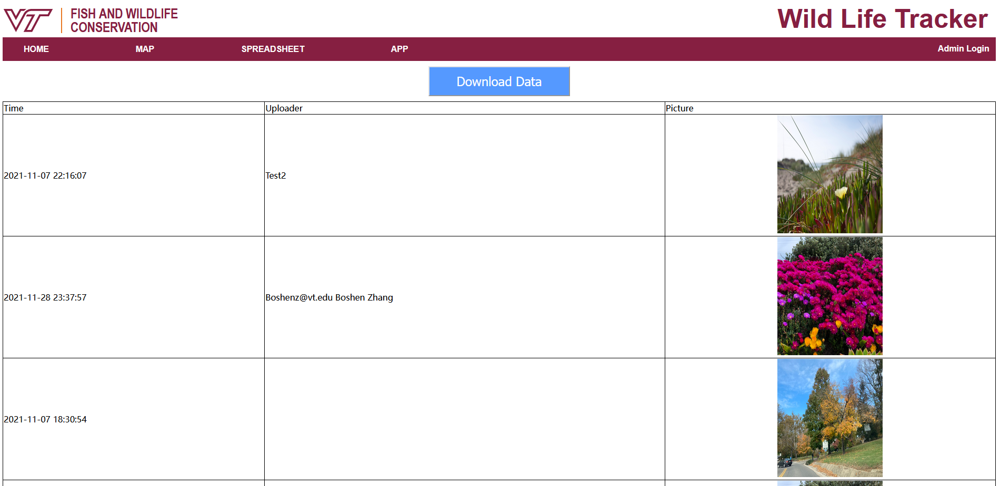 VT
FISH AND WILDLIFE
CONSERVATION
Wild Life Tracker
HOME MAP SPREADSHEET APP Admin Login
Download Data
Time Uploader Picture
2021-11-07 22:16:07 Test2
2021-11-28 23:37:57 Boshenz@vt.edu Boshen Zhang
2021-11-07 18:30:54